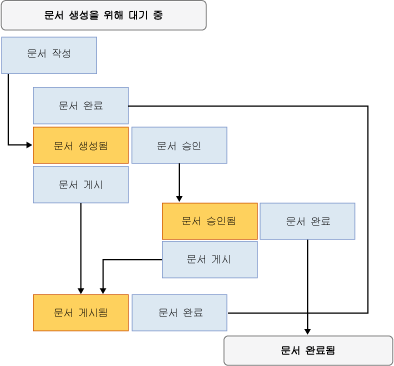 문서 생성을 위해 대기 중
문서 작성
문서 완료
문서 생성됨
문서 승인
문서 게시
문서 승인됨
문서 완료
문서 게시
문서 게시됨
문서 완료
문서 완료됨